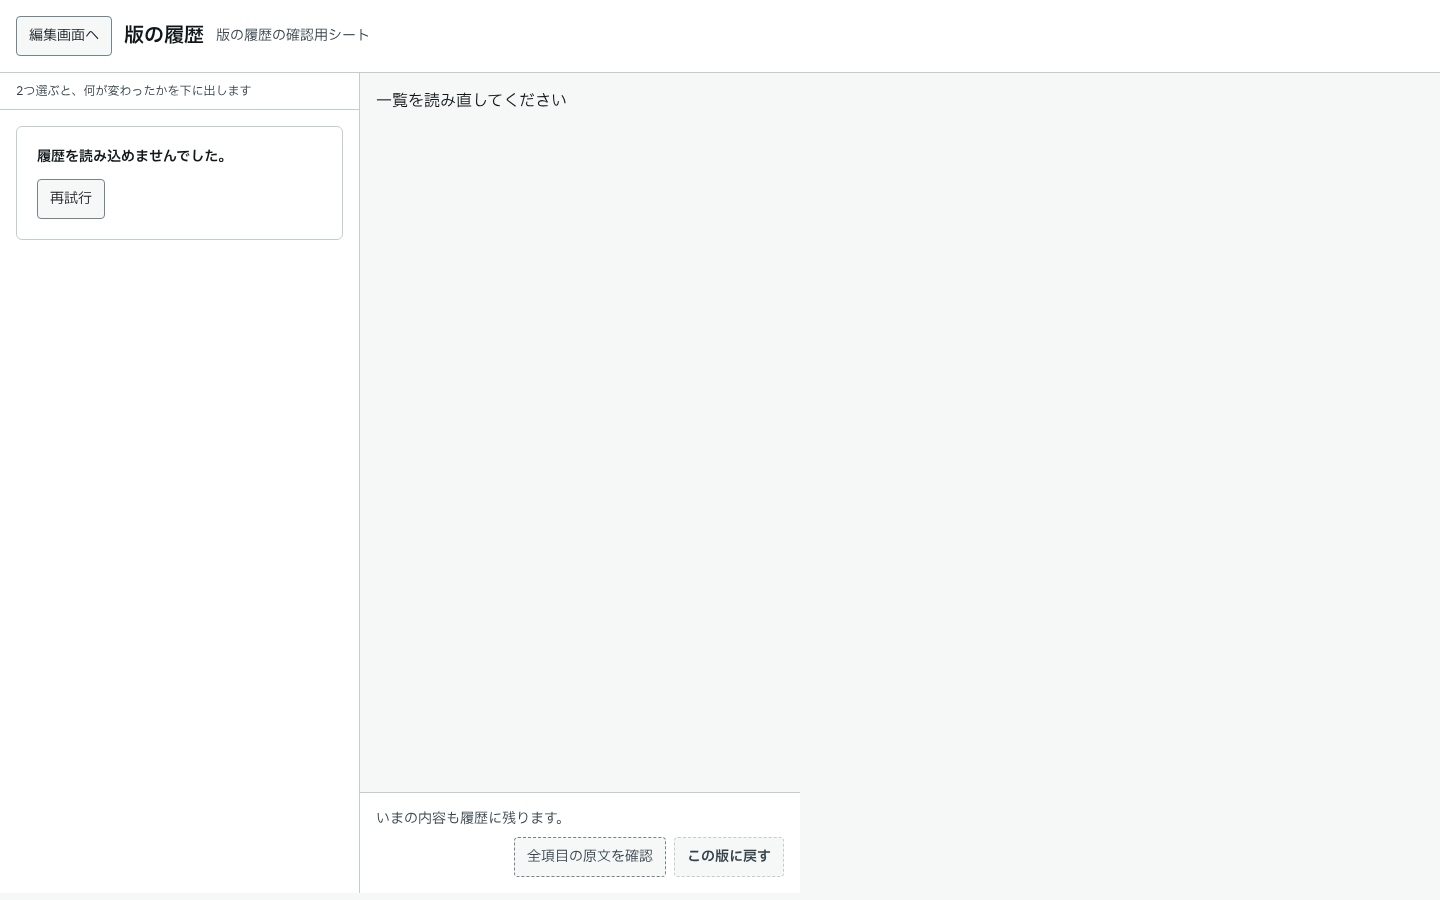 編集画面へ
版の履歴
版の履歴の確認用シート
2つ選ぶと、何が変わったかを下に出します
履歴を読み込めませんでした。
再試行
一覧を読み直してください
いまの内容も履歴に残ります。
全項目の原文を確認
この版に戻す